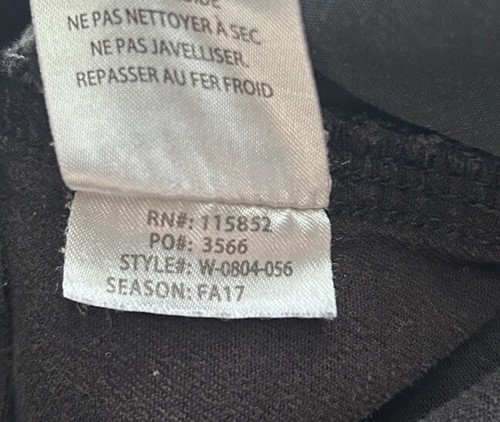 NE PAS NETTOYER À SEC
NE PAS JAVELLISER.
REPASSER AU FER FROID
RN#: 115852
PO#: 3566
STYLE#: W-0804-056
SEASON: FA17